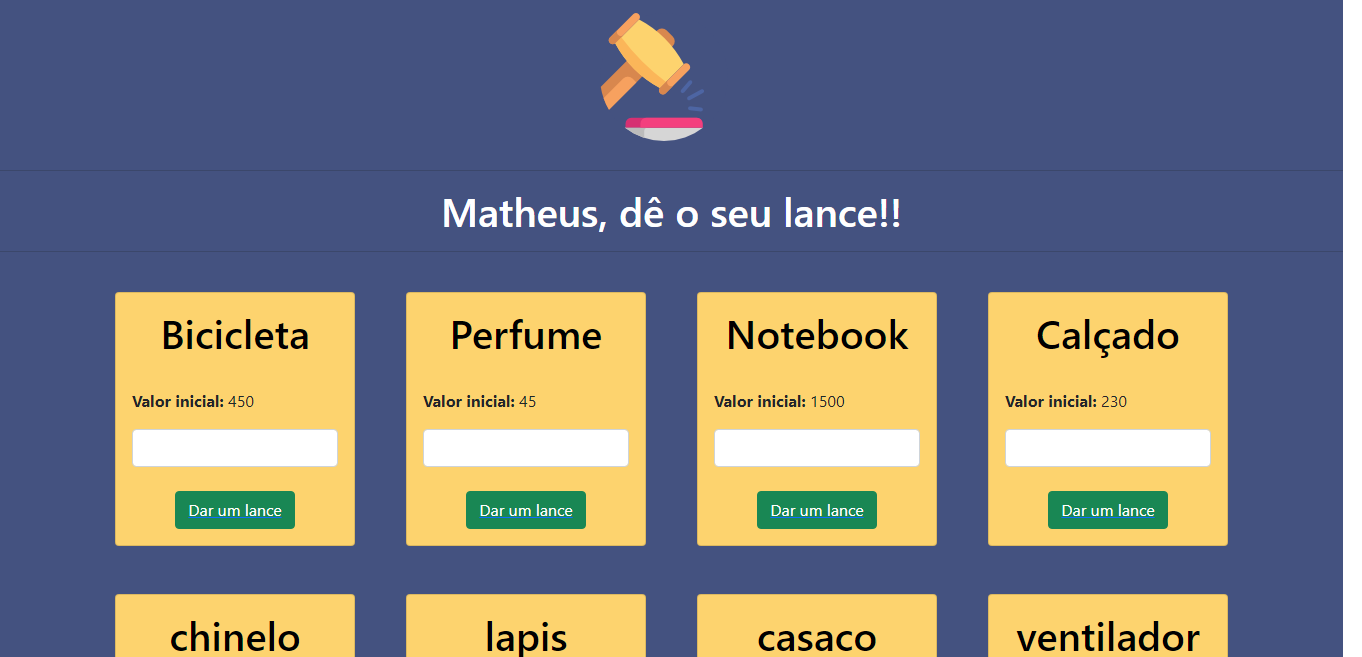 Matheus, dê o seu lance!!
Bicicleta
Valor inicial: 450
Dar um lance
Perfume
Valor inicial: 45
Dar um lance
Notebook
Valor inicial: 1500
Dar um lance
Calçado
Valor inicial: 230
Dar um lance
chinelo
lapis
casaco
ventilador